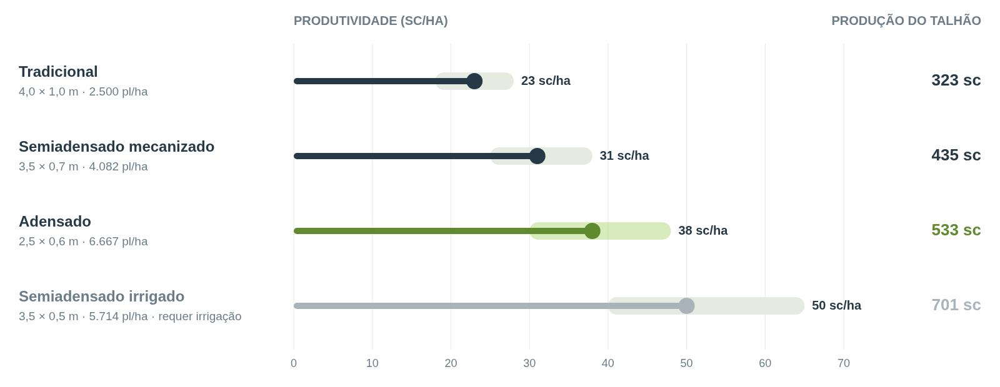 PRODUTIVIDADE (SC/HA)
PRODUÇÃO DO TALHÃO
Tradicional
4,0 × 1,0 m · 2.500 pl/ha
23 sc/ha
323 sc
Semiadensado mecanizado
3,5 × 0,7 m · 4.082 pl/ha
31 sc/ha
435 sc
Adensado
2,5 × 0,6 m · 6.667 pl/ha
38 sc/ha
533 sc
Semiadensado irrigado
3,5 × 0,5 m · 5.714 pl/ha · requer irrigação
50 sc/ha
701 sc
0 10 20 30 40 50 60 70